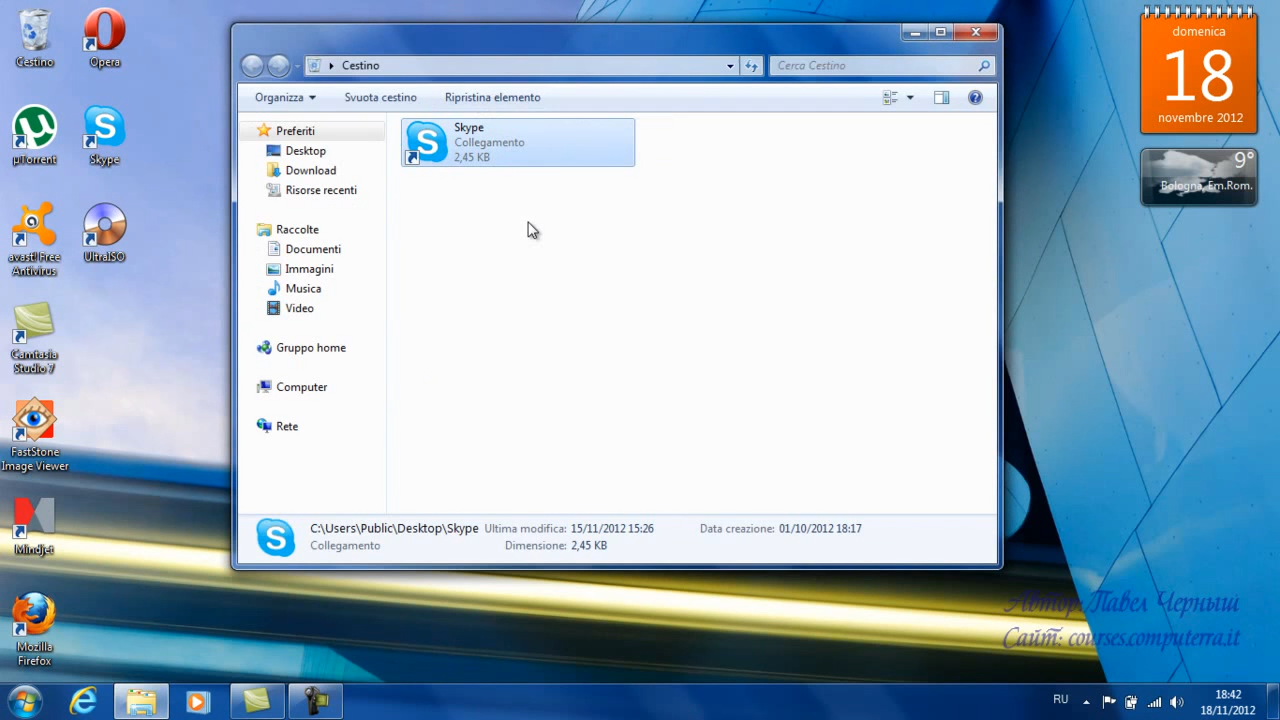 Cestino
Opera
µTorrent
Skype
avast! Free
Antivirus
UltraISO
Camtasia
Studio 7
FastStone
Image Viewer
Mindjet
Mozilla
Firefox
Cestino
Cerca Cestino
Organizza
Svuota cestino
Ripristina elemento
Preferiti
Desktop
Download
Risorse recenti
Raccolte
Documenti
Immagini
Musica
Video
Gruppo home
Computer
Rete
Skype
Collegamento
2,45 KB
C:\Users\Public\Desktop\Skype Ultima modifica: 15/11/2012 15:26 Data creazione: 01/10/2012 18:17
Collegamento Dimensione: 2,45 KB
domenica
18
novembre 2012
9°
Bologna, Em.Rom.
Автор: Павел Черный
Сайт: courses.computerra.it
RU
18:42
18/11/2012